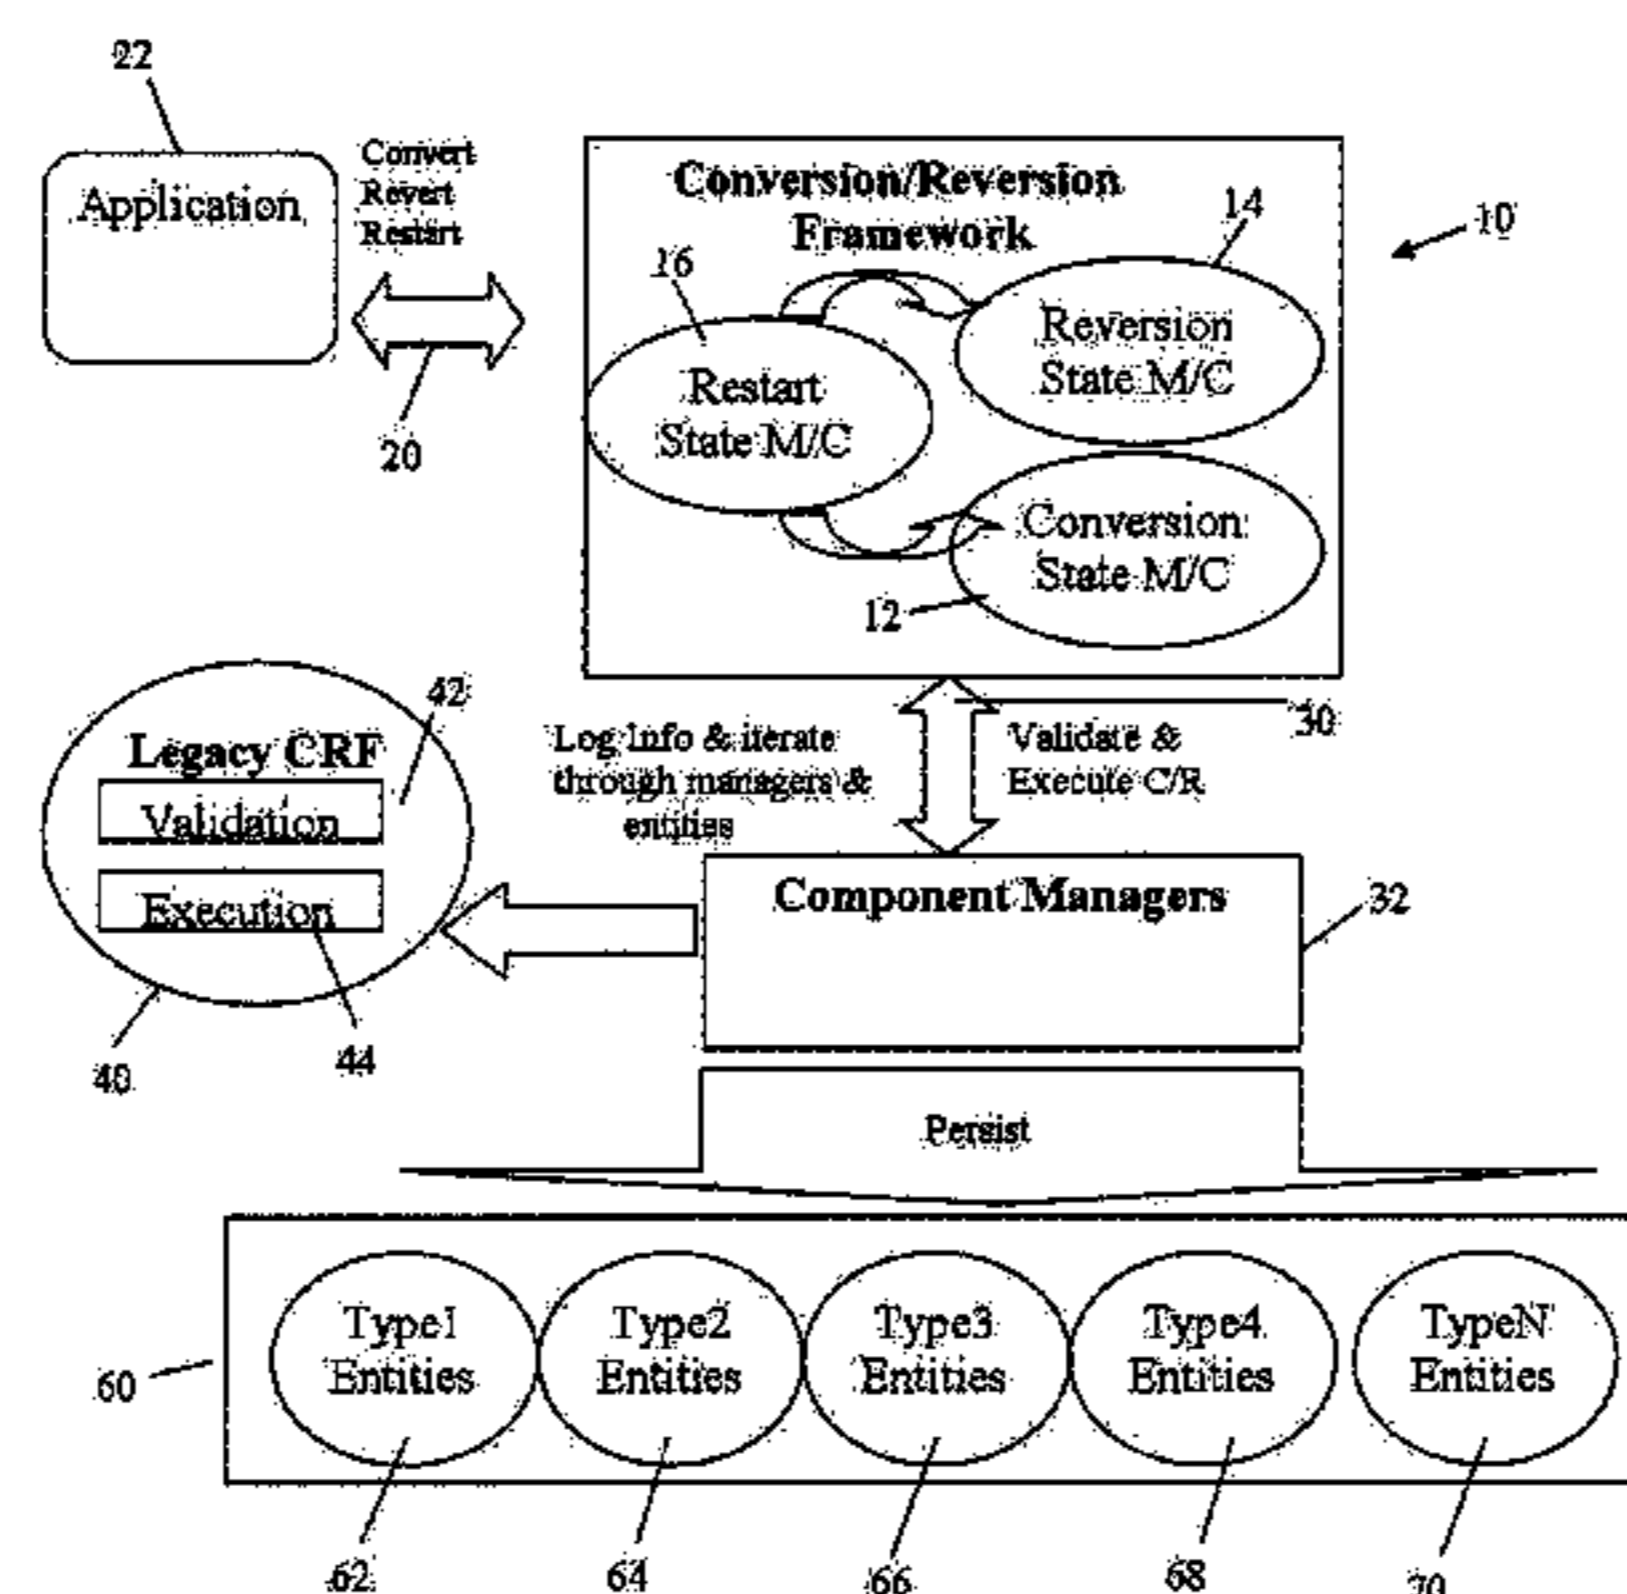 22
Application
Convert
Revert
Restart
20
Conversion/Reversion
Framework
10
14
16
Reversion
State M/C
Restart
State M/C
Conversion
State M/C
12
42
Legacy CRF
Validation
Execution
40
44
Log Info & iterate
through managers &
entities
Validate &
Execute C/R
30
Component Managers
32
Persist
60
Type1
Entities
Type2
Entities
Type3
Entities
Type4
Entities
TypeN
Entities
62
64
66
68
70